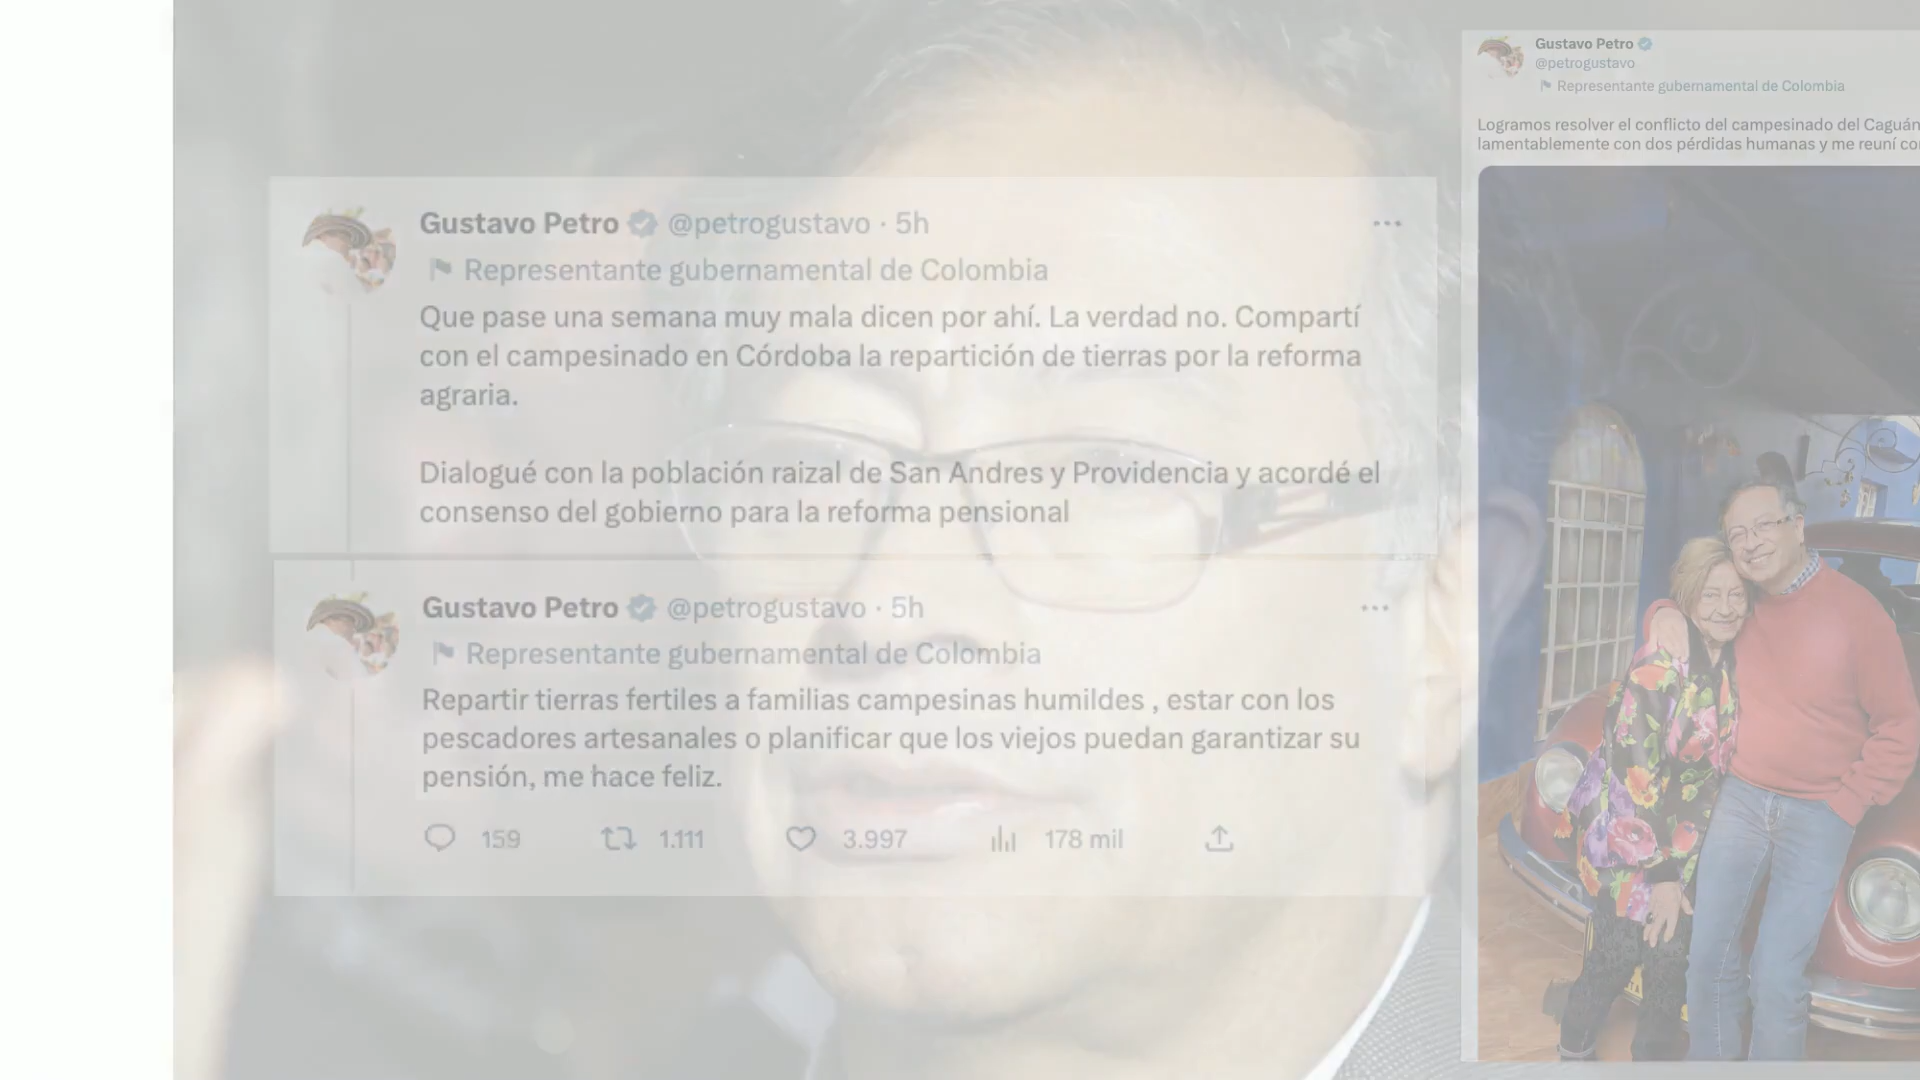 Gustavo Petro @petrogustavo · 5h
Representante gubernamental de Colombia
Que pase una semana muy mala dicen por ahí. La verdad no. Compartí
con el campesinado en Córdoba la repartición de tierras por la reforma
agraria.
Dialogué con la población raizal de San Andres y Providencia y acordé el
consenso del gobierno para la reforma pensional
Gustavo Petro @petrogustavo · 5h
Representante gubernamental de Colombia
Repartir tierras fertiles a familias campesinas humildes , estar con los
pescadores artesanales o planificar que los viejos puedan garantizar su
pensión, me hace feliz.
159 1.111 3.997 178 mil
Gustavo Petro
@petrogustavo
Representante gubernamental de Colombia
Logramos resolver el conflicto del campesinado del Caguán
lamentablemente con dos pérdidas humanas y me reuní